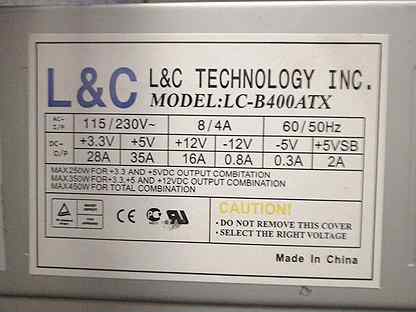 L&C L&C TECHNOLOGY INC.
MODEL:LC-B400ATX
AC-I/P 115/230V~ 8/4A 60/50Hz
DC-O/P +3.3V +5V +12V -12V -5V +5VSB
28A 35A 16A 0.8A 0.3A 2A
MAX250W FOR +3.3 AND +5VDC OUTPUT COMBITATION
MAX350W FOR +3.3,+5 AND +12VDC OUTPUT COMBINATION
MAX450W FOR TOTAL COMBINATION
CAUTION!
• DO NOT REMOVE THIS COVER
• SELECT THE RIGHT VOLTAGE
Made In China